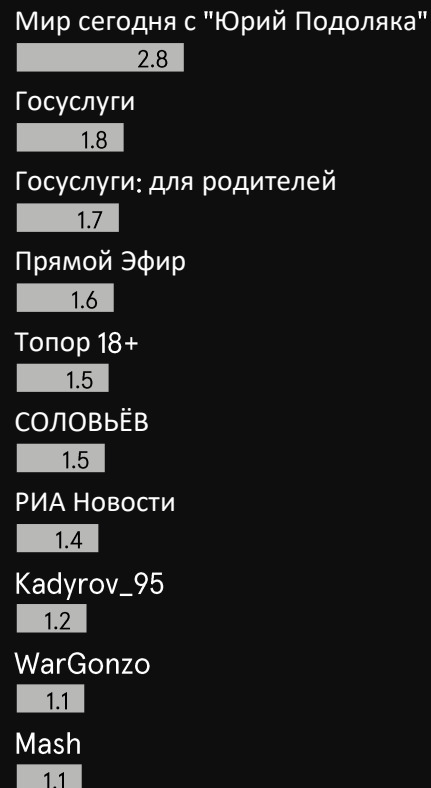 Мир сегодня с "Юрий Подоляка"
2.8
Госуслуги
1.8
Госуслуги: для родителей
1.7
Прямой Эфир
1.6
Топор 18+
1.5
СОЛОВЬЁВ
1.5
РИА Новости
1.4
Kadyrov_95
1.2
WarGonzo
1.1
Mash
1.1